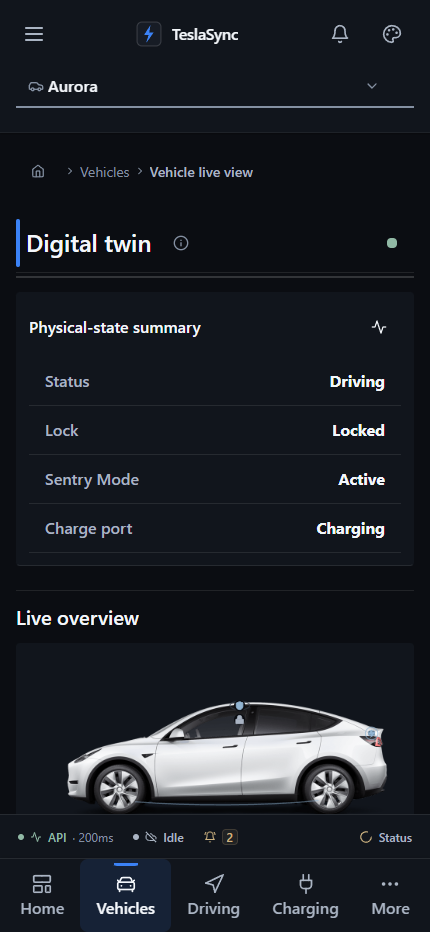 TeslaSync
Aurora
Vehicles
Vehicle live view
Digital twin
Physical-state summary
Status Driving
Lock Locked
Sentry Mode Active
Charge port Charging
Live overview
API · 200ms Idle 2 Status
Home Vehicles Driving Charging More